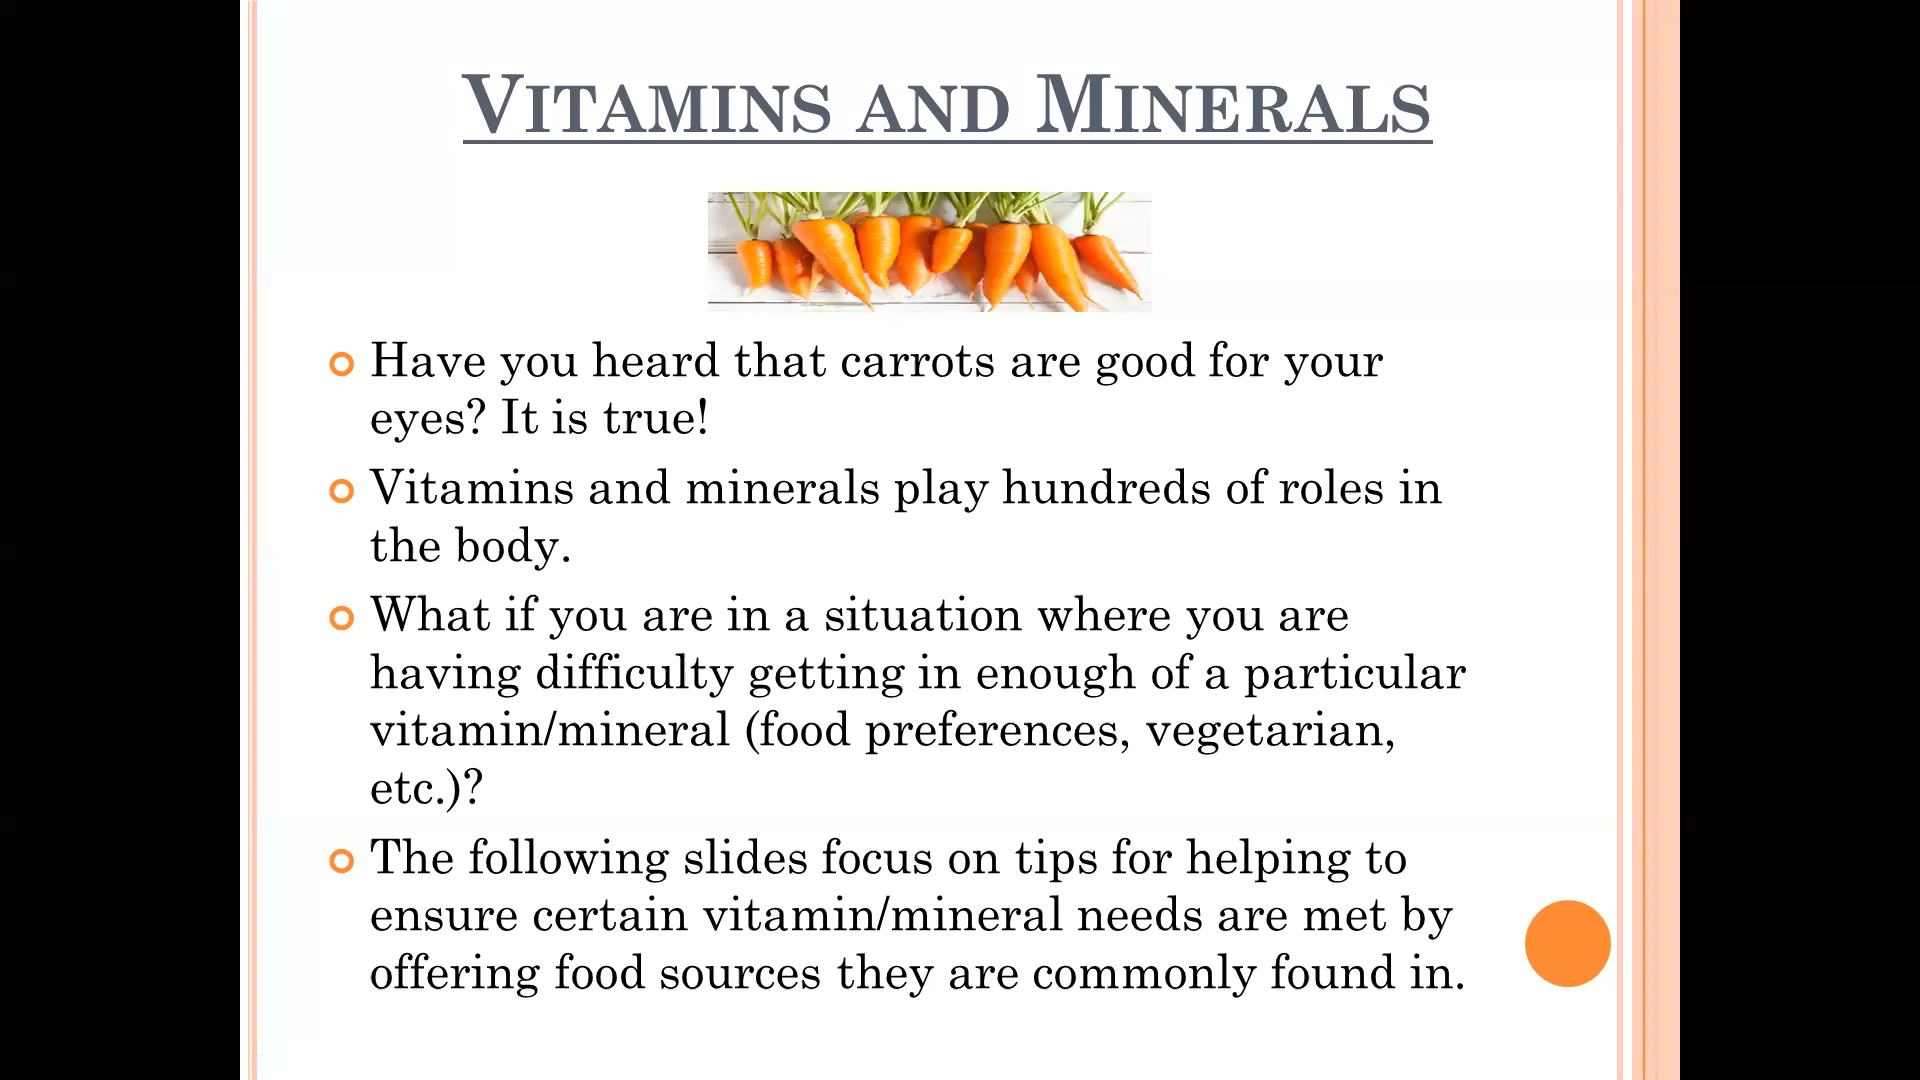 Vitamins and Minerals
Have you heard that carrots are good for your
eyes? It is true!
Vitamins and minerals play hundreds of roles in
the body.
What if you are in a situation where you are
having difficulty getting in enough of a particular
vitamin/mineral (food preferences, vegetarian,
etc.)?
The following slides focus on tips for helping to
ensure certain vitamin/mineral needs are met by
offering food sources they are commonly found in.